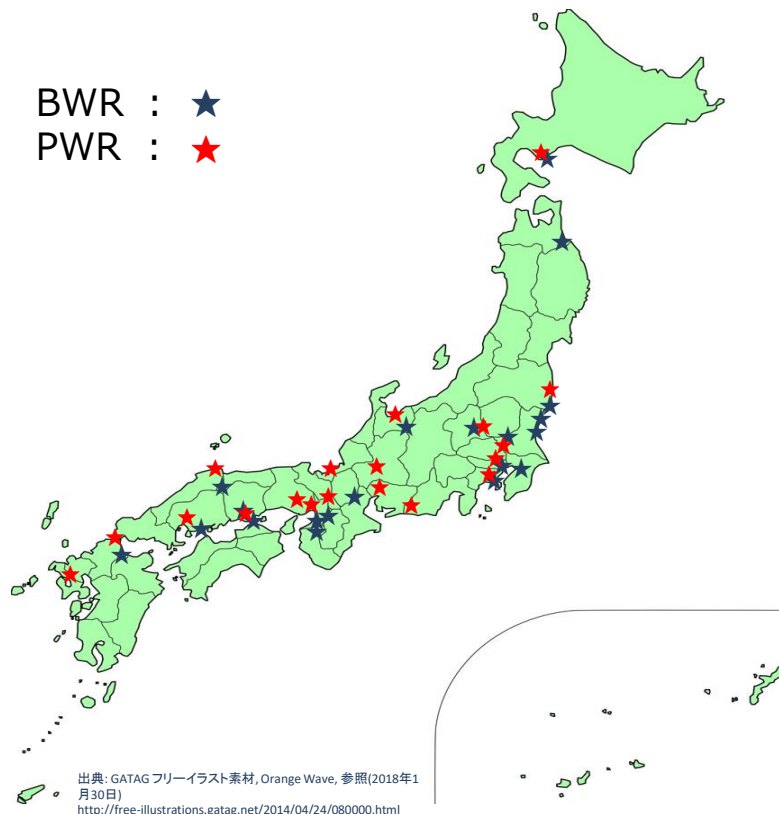 BWR : ★
PWR : ★
出典: GATAG フリーイラスト素材, Orange Wave, 参照(2018年1
月30日)
http://free-illustrations.gatag.net/2014/04/24/080000.html